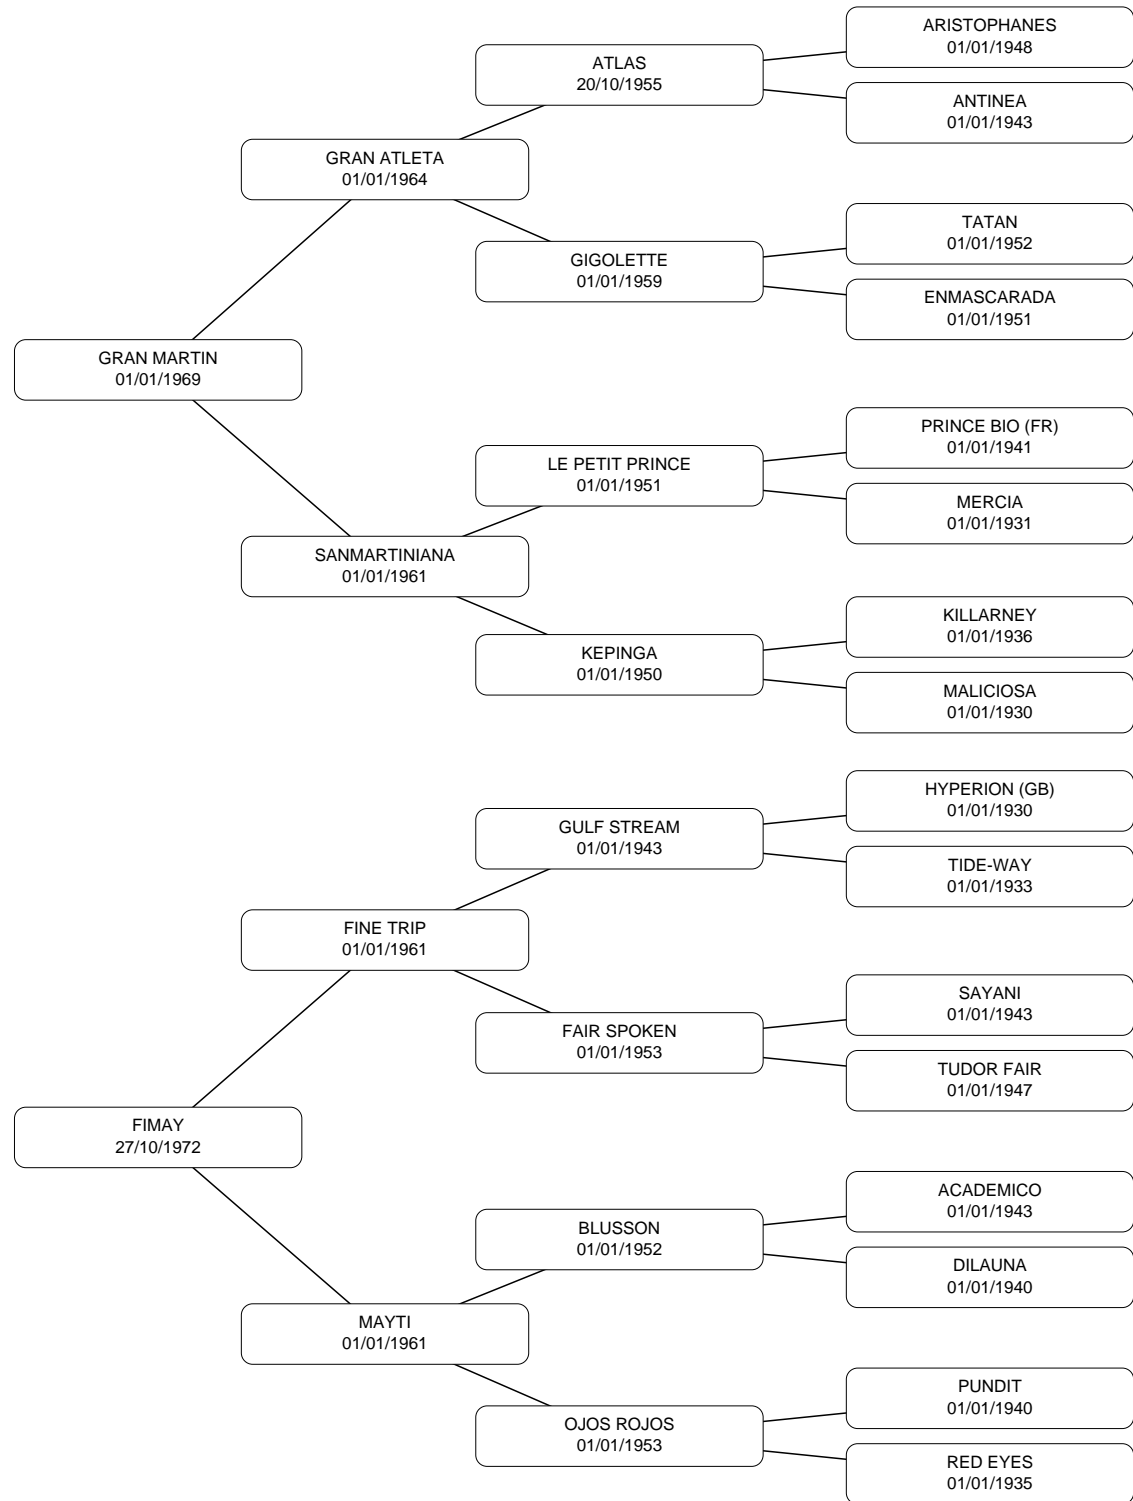 ARISTOPHANES
01/01/1948
ATLAS
20/10/1955
ANTINEA
01/01/1943
GRAN ATLETA
01/01/1964
TATAN
01/01/1952
GIGOLETTE
01/01/1959
ENMASCARADA
01/01/1951
GRAN MARTIN
01/01/1969
PRINCE BIO (FR)
01/01/1941
LE PETIT PRINCE
01/01/1951
MERCIA
01/01/1931
SANMARTINIANA
01/01/1961
KILLARNEY
01/01/1936
KEPINGA
01/01/1950
MALICIOSA
01/01/1930
HYPERION (GB)
01/01/1930
GULF STREAM
01/01/1943
TIDE-WAY
01/01/1933
FINE TRIP
01/01/1961
SAYANI
01/01/1943
FAIR SPOKEN
01/01/1953
TUDOR FAIR
01/01/1947
FIMAY
27/10/1972
ACADEMICO
01/01/1943
BLUSSON
01/01/1952
DILAUNA
01/01/1940
MAYTI
01/01/1961
PUNDIT
01/01/1940
OJOS ROJOS
01/01/1953
RED EYES
01/01/1935